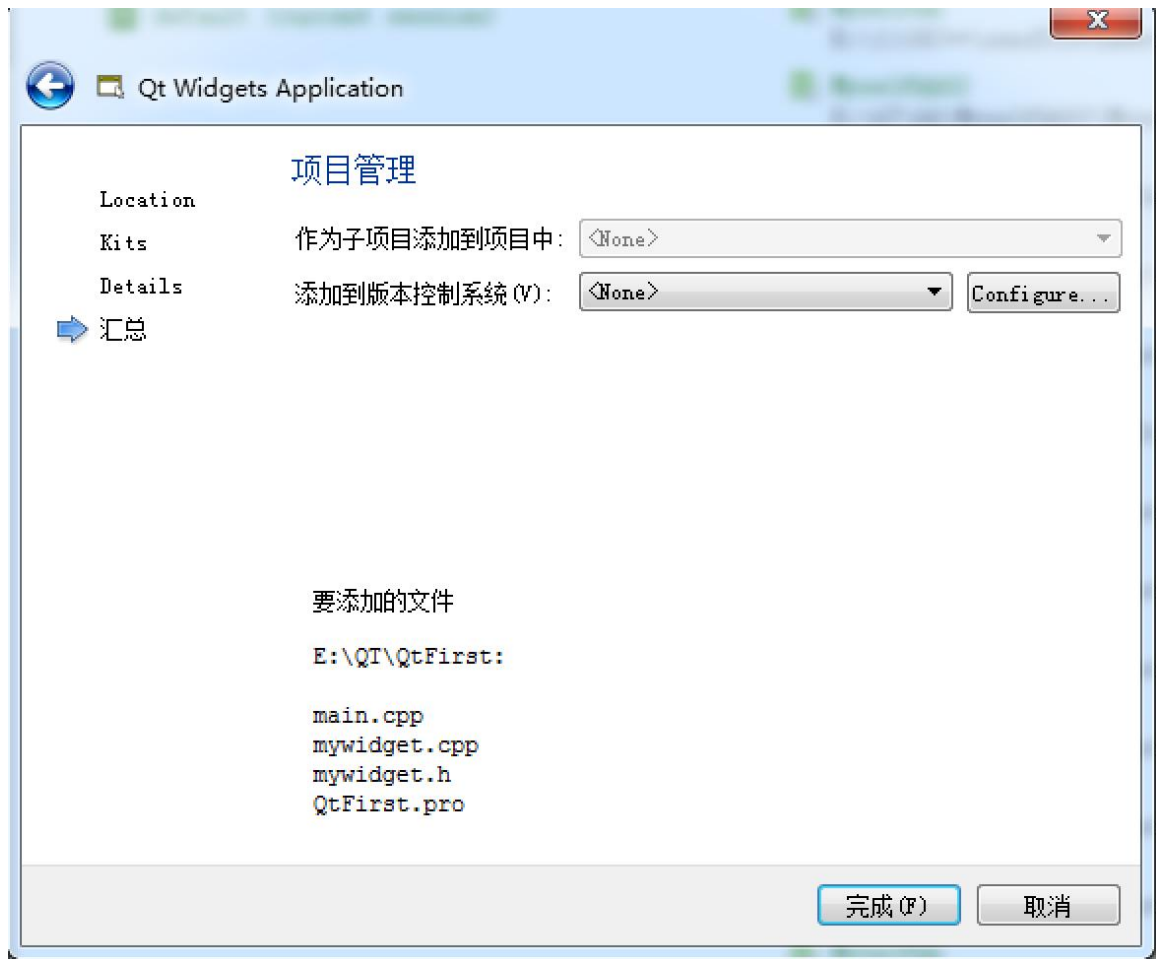 Qt Widgets Application
项目管理
Location
Kits
Details
汇总
作为子项目添加到项目中: <None>
添加到版本控制系统(V): <None> Configure...
要添加的文件
E:\QT\QtFirst:
main.cpp
mywidget.cpp
mywidget.h
QtFirst.pro
完成(F) 取消